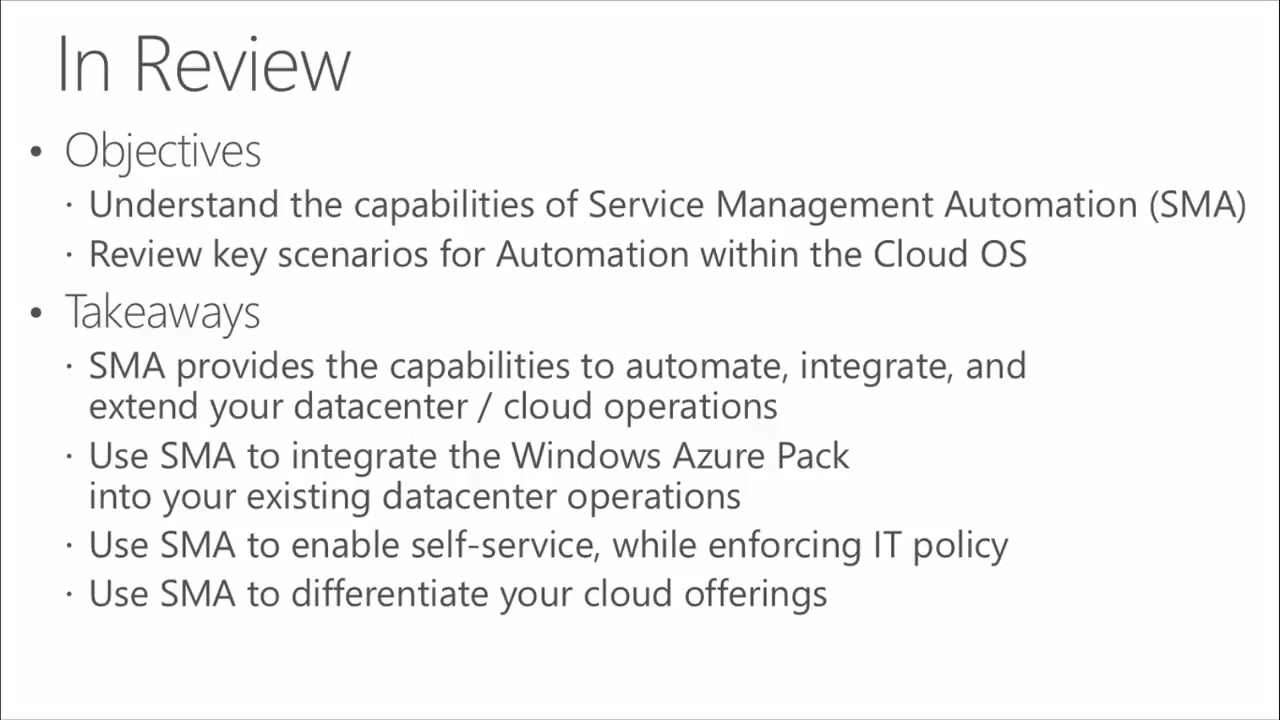 In Review
• Objectives
· Understand the capabilities of Service Management Automation (SMA)
· Review key scenarios for Automation within the Cloud OS
• Takeaways
· SMA provides the capabilities to automate, integrate, and
extend your datacenter / cloud operations
· Use SMA to integrate the Windows Azure Pack
into your existing datacenter operations
· Use SMA to enable self-service, while enforcing IT policy
· Use SMA to differentiate your cloud offerings